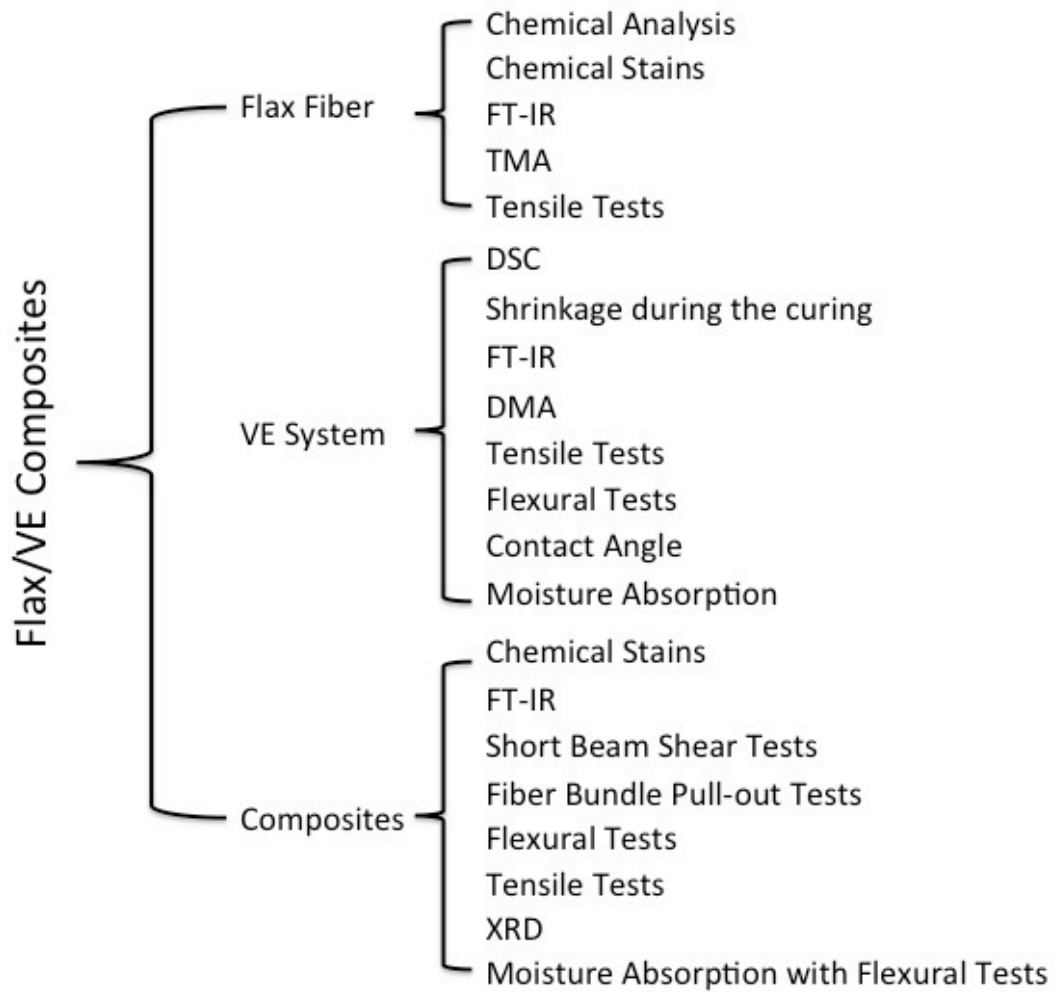 Flax/VE Composites
Flax Fiber
Chemical Analysis
Chemical Stains
FT-IR
TMA
Tensile Tests
VE System
DSC
Shrinkage during the curing
FT-IR
DMA
Tensile Tests
Flexural Tests
Contact Angle
Moisture Absorption
Composites
Chemical Stains
FT-IR
Short Beam Shear Tests
Fiber Bundle Pull-out Tests
Flexural Tests
Tensile Tests
XRD
Moisture Absorption with Flexural Tests